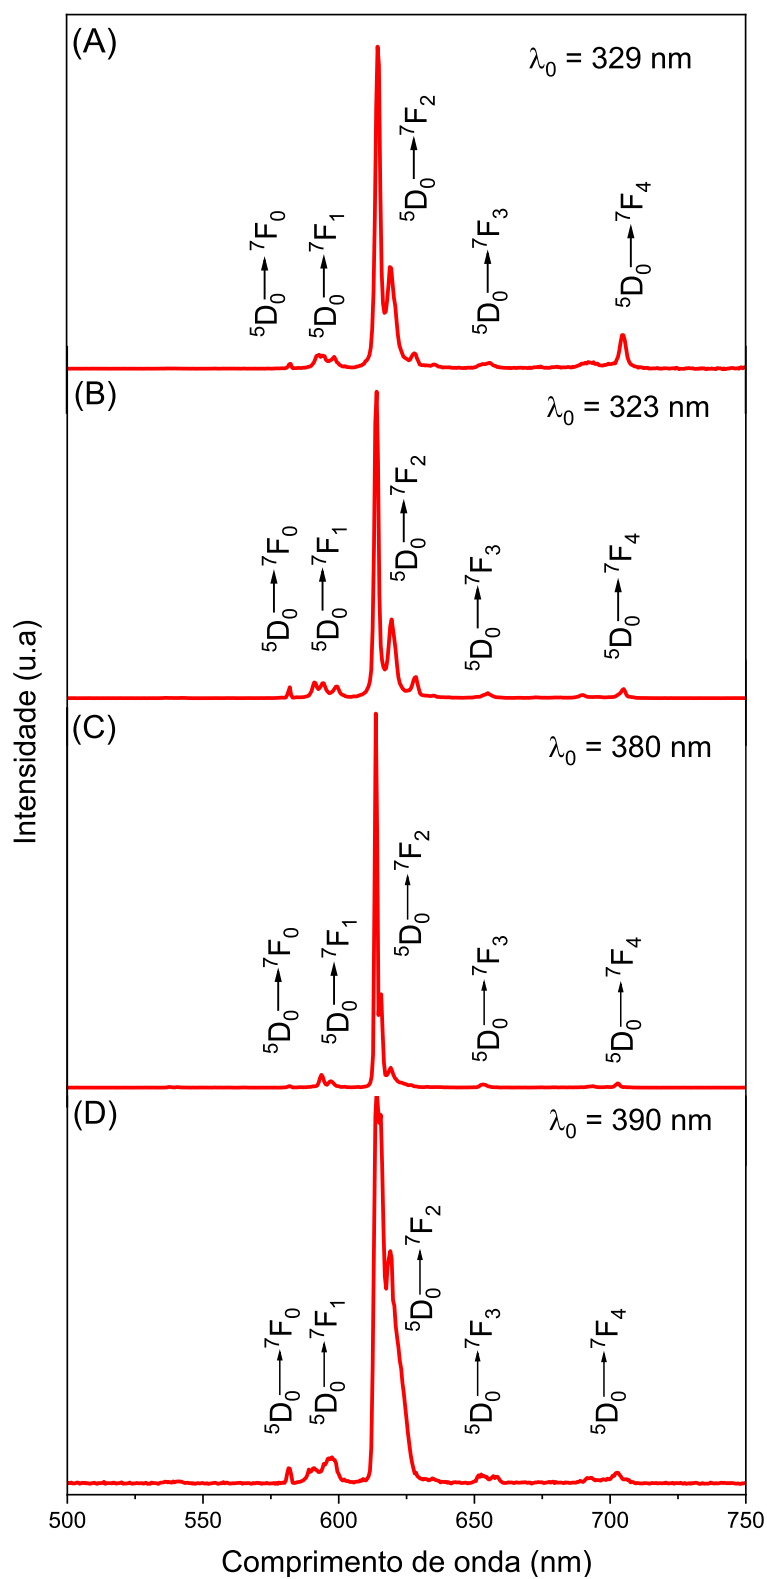 (A)
λ₀ = 329 nm
⁵D₀→⁷F₀
⁵D₀→⁷F₁
⁵D₀→⁷F₂
⁵D₀→⁷F₃
⁵D₀→⁷F₄
(B)
λ₀ = 323 nm
⁵D₀→⁷F₀
⁵D₀→⁷F₁
⁵D₀→⁷F₂
⁵D₀→⁷F₃
⁵D₀→⁷F₄
Intensidade (u.a)
(C)
λ₀ = 380 nm
⁵D₀→⁷F₀
⁵D₀→⁷F₁
⁵D₀→⁷F₂
⁵D₀→⁷F₃
⁵D₀→⁷F₄
(D)
λ₀ = 390 nm
⁵D₀→⁷F₀
⁵D₀→⁷F₁
⁵D₀→⁷F₂
⁵D₀→⁷F₃
⁵D₀→⁷F₄
500 550 600 650 700 750
Comprimento de onda (nm)